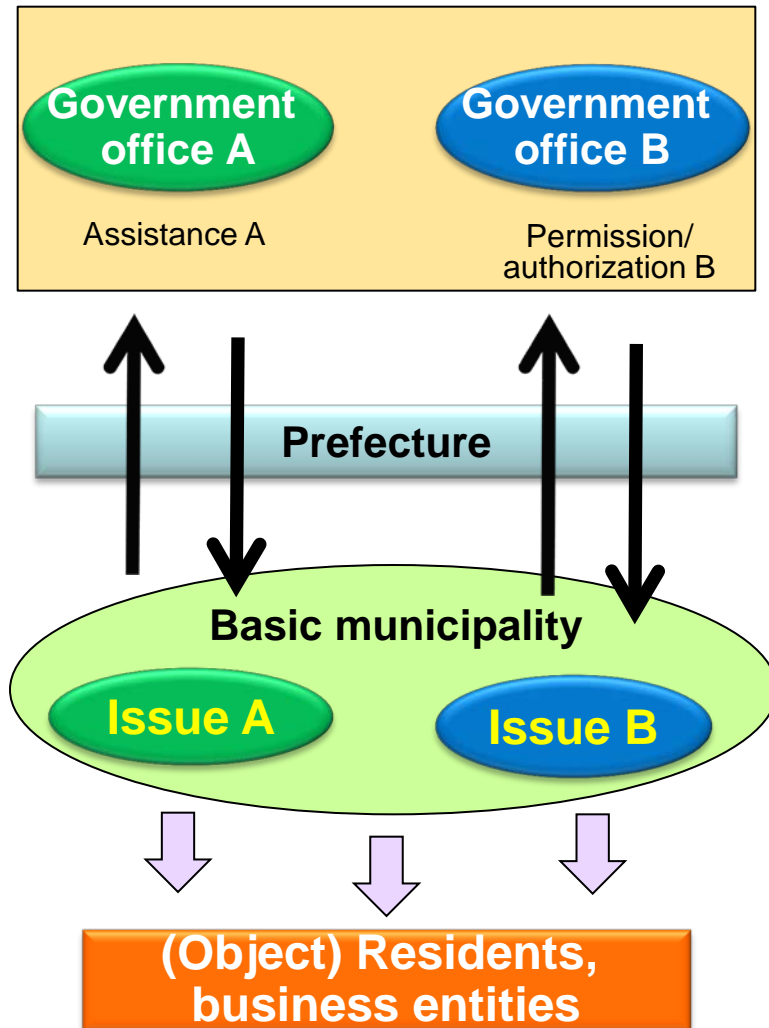 Government
office A
Government
office B
Assistance A
Permission/
authorization B
Prefecture
Basic municipality
Issue A
Issue B
(Object) Residents,
business entities